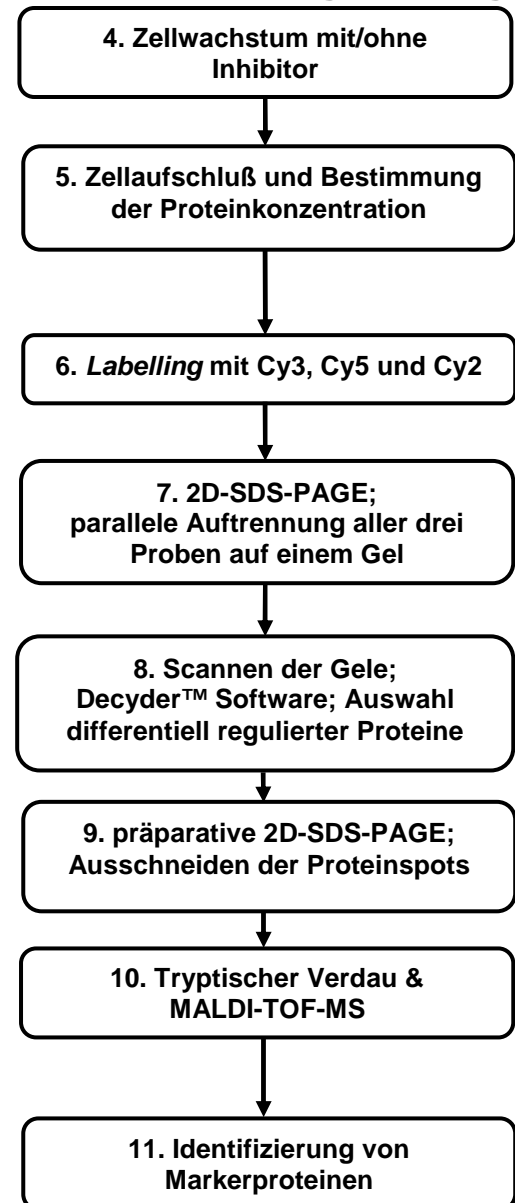 4. Zellwachstum mit/ohne
Inhibitor
5. Zellaufschluß und Bestimmung
der Proteinkonzentration
6. Labelling mit Cy3, Cy5 und Cy2
7. 2D-SDS-PAGE;
parallele Auftrennung aller drei
Proben auf einem Gel
8. Scannen der Gele;
Decyder™ Software; Auswahl
differentiell regulierter Proteine
9. präparative 2D-SDS-PAGE;
Ausschneiden der Proteinspots
10. Tryptischer Verdau &
MALDI-TOF-MS
11. Identifizierung von
Markerproteinen